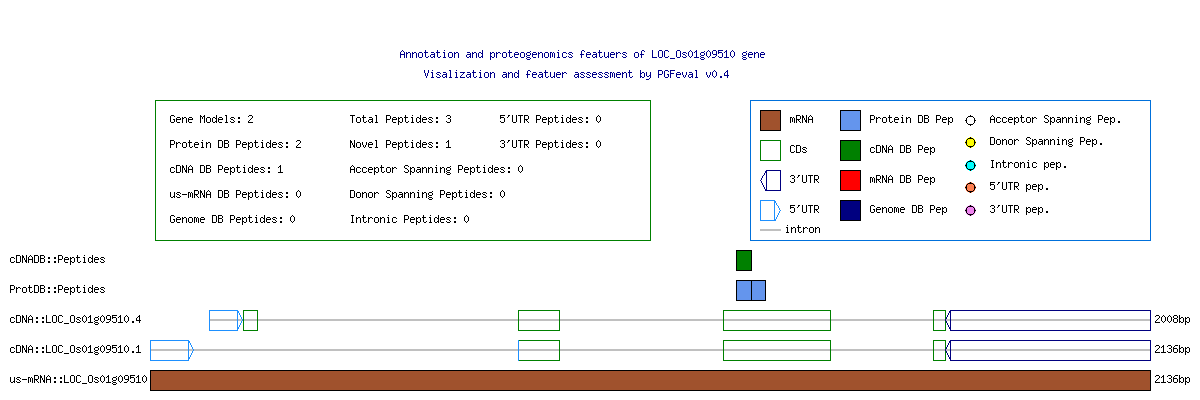 Annotation and proteogenomics featuers of LOC_Os01g09510 gene
Visalization and featuer assessment by PGFeval v0.4
Gene Models: 2
Total Peptides: 3
5'UTR Peptides: 0
Protein DB Peptides: 2
Novel Peptides: 1
3'UTR Peptides: 0
cDNA DB Peptides: 1
Acceptor Spanning Peptides: 0
us-mRNA DB Peptides: 0
Donor Spanning Peptides: 0
Genome DB Peptides: 0
Intronic Peptides: 0
mRNA
Protein DB Pep
Acceptor Spanning Pep.
CDs
cDNA DB Pep
Donor Spanning Pep.
3'UTR
mRNA DB Pep
Intronic pep.
5'UTR
Genome DB Pep
5'UTR pep.
3'UTR pep.
intron
cDNADB::Peptides
ProtDB::Peptides
cDNA::LOC_Os01g09510.4
2008bp
cDNA::LOC_Os01g09510.1
2136bp
us-mRNA::LOC_Os01g09510
2136bp